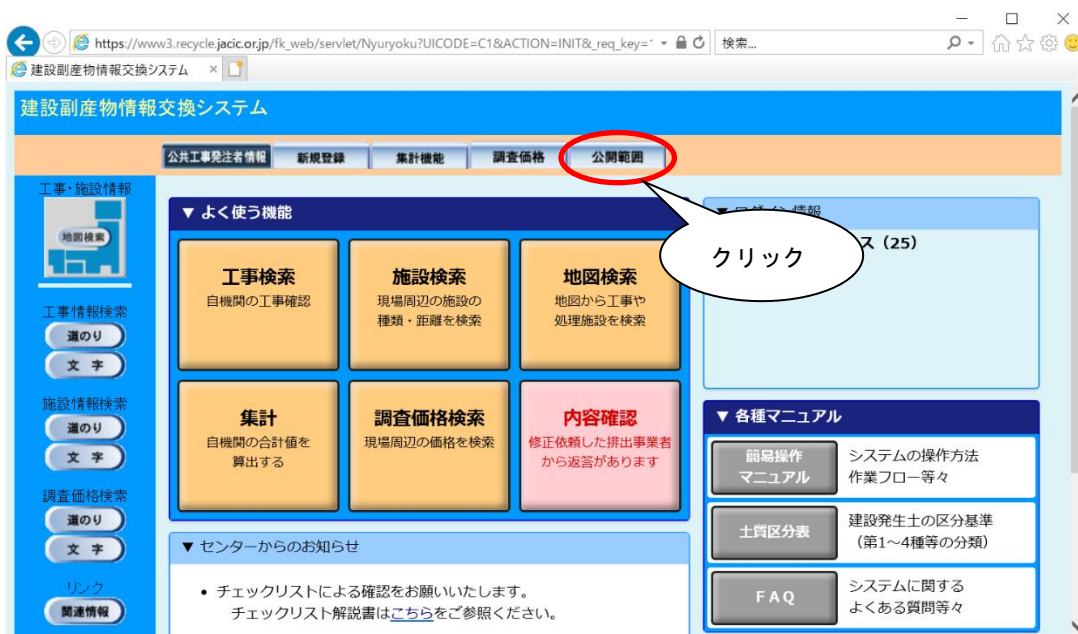 https://www3.recycle.jacic.or.jp/fk_web/servlet/Nyuryoku?UICODE=C1&ACTION=INIT&_req_key=
検索...
建設副産物情報交換システム
建設副産物情報交換システム
公共工事発注者情報
新規登録
集計機能
調査価格
公開範囲
工事・施設情報
地図検索
工事情報検索
道のり
文 字
施設情報検索
道のり
文 字
調査価格検索
道のり
文 字
リンク
関連情報
▼ よく使う機能
工事検索
自機関の工事確認
施設検索
現場周辺の施設の
種類・距離を検索
地図検索
地図から工事や
処理施設を検索
集計
自機関の合計値を
算出する
調査価格検索
現場周辺の価格を検索
内容確認
修正依頼した排出事業者
から返答があります
▼ センターからのお知らせ
• チェックリストによる確認をお願いいたします。
チェックリスト解説書はこちらをご参照ください。
クリック
ス（25）
▼ 各種マニュアル
簡易操作
マニュアル
システムの操作方法
作業フロー等々
土質区分表
建設発生土の区分基準
（第1～4種等の分類）
ＦＡＱ
システムに関する
よくある質問等々